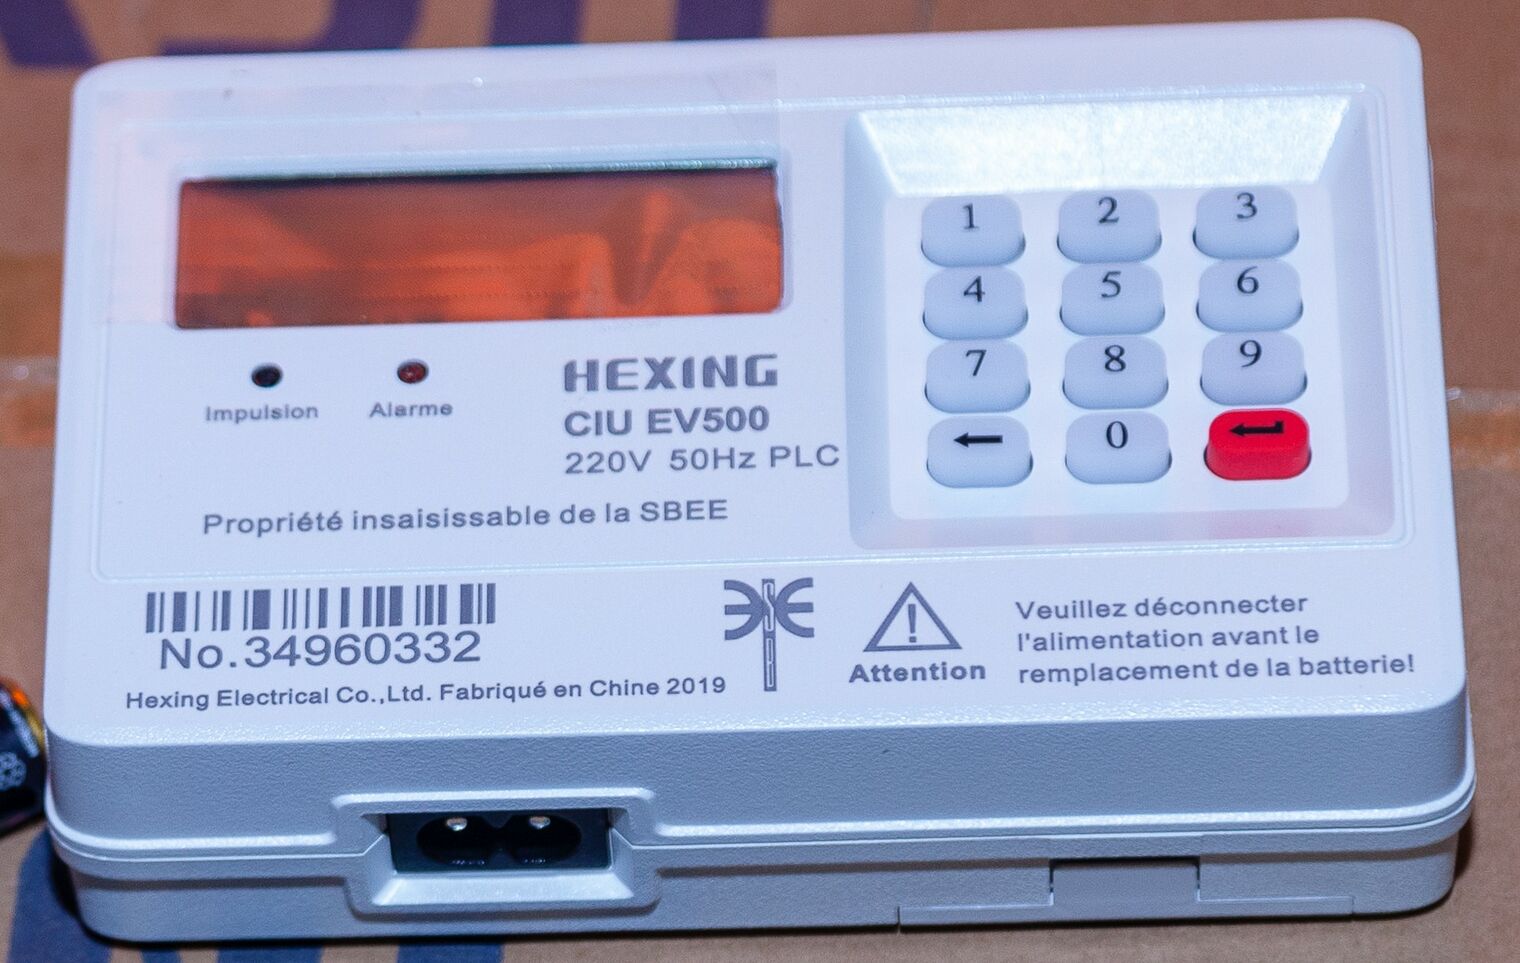 1 2 3
4 5 6
7 8 9
← 0 ↵
Impulsion Alarme
HEXING
CIU EV500
220V 50Hz PLC
Propriété insaisissable de la SBEE
No.34960332
Hexing Electrical Co.,Ltd. Fabriqué en Chine 2019
Attention
Veuillez déconnecter
l'alimentation avant le
remplacement de la batterie!